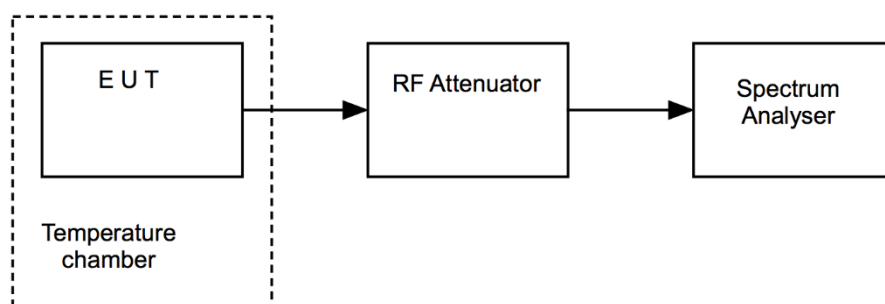 E U T
RF Attenuator
Spectrum
Analyser
Temperature
chamber